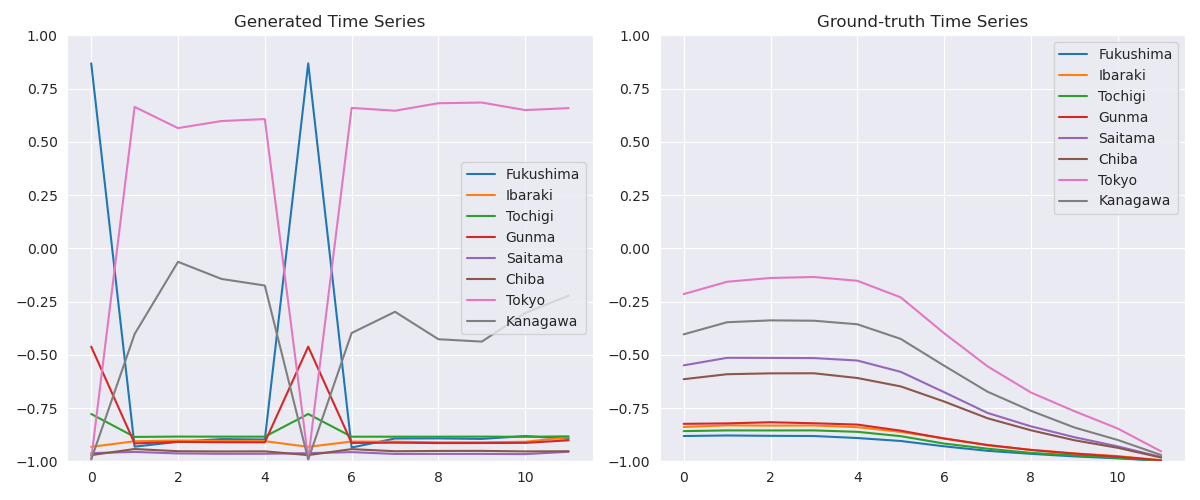 Generated Time Series
1.00
0.75
0.50
0.25
0.00
−0.25
−0.50
−0.75
−1.00
0 2 4 6 8 10
Fukushima
Ibaraki
Tochigi
Gunma
Saitama
Chiba
Tokyo
Kanagawa
Ground-truth Time Series
1.00
0.75
0.50
0.25
0.00
−0.25
−0.50
−0.75
−1.00
0 2 4 6 8 10
Fukushima
Ibaraki
Tochigi
Gunma
Saitama
Chiba
Tokyo
Kanagawa